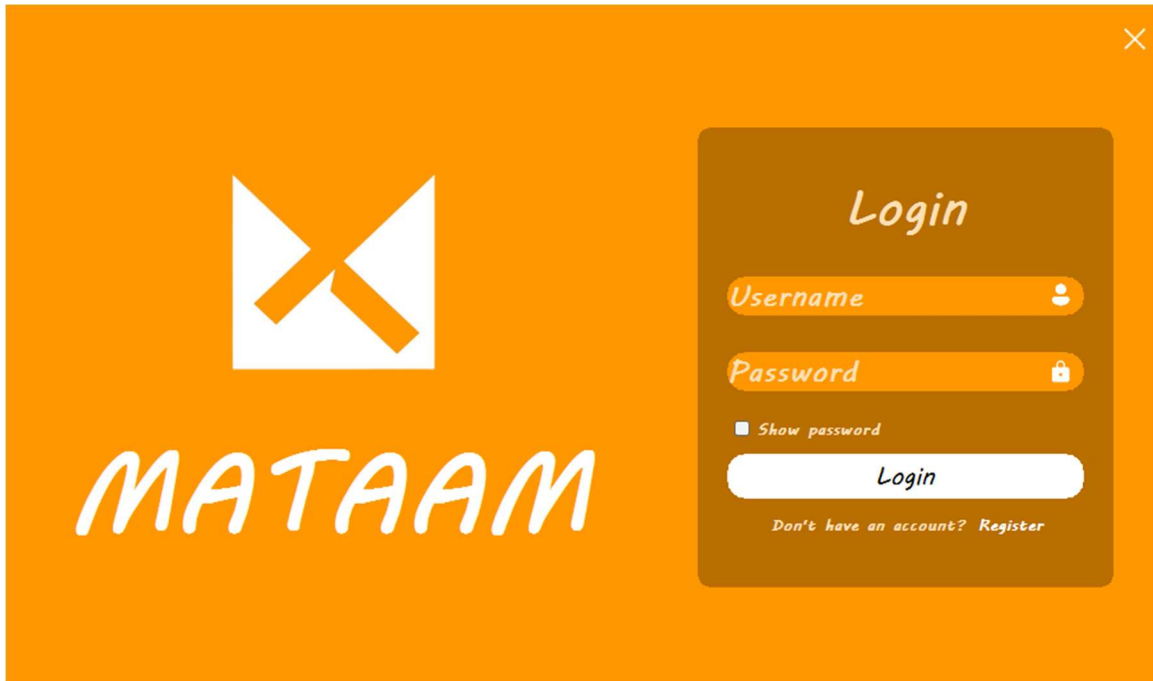 MATAAM
Login
Username
Password
Show password
Login
Don't have an account? Register